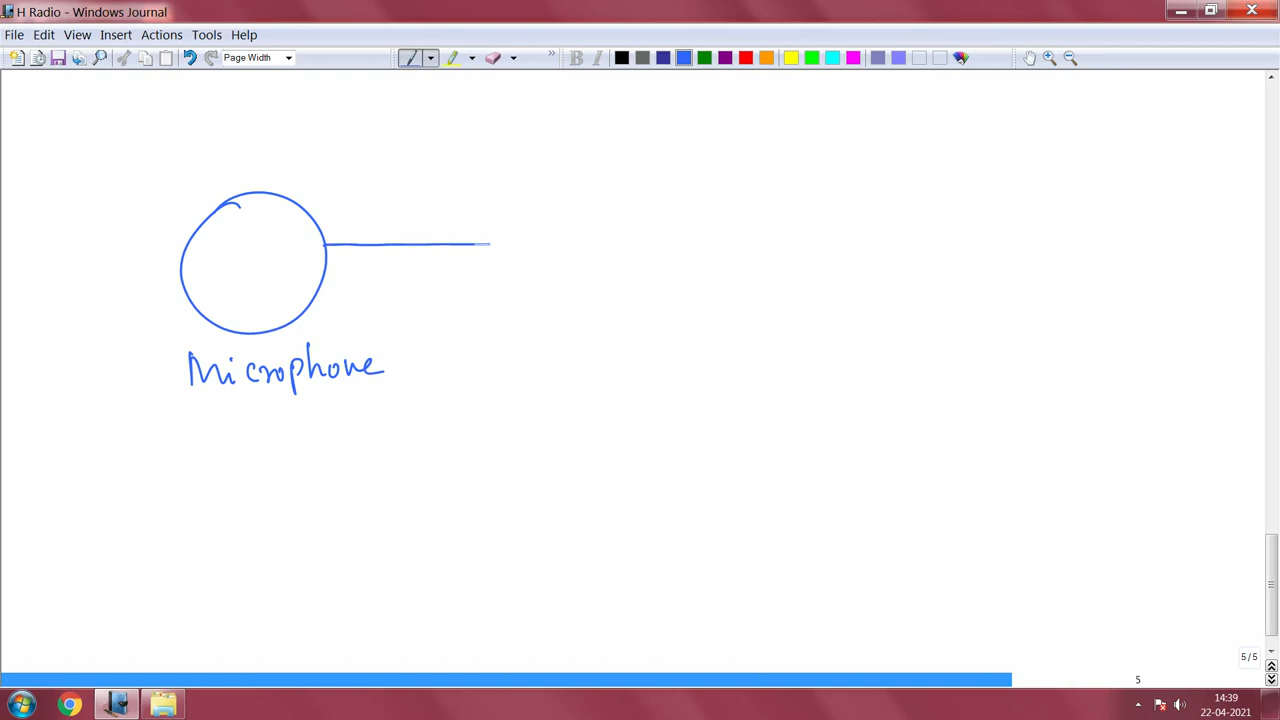 H Radio - Windows Journal
File Edit View Insert Actions Tools Help
Page Width
B I
Microphone
5 / 5
5
14:39
22-04-2021